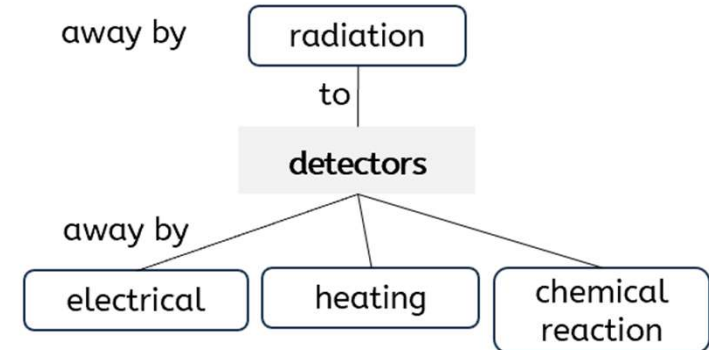 away by
radiation
to
detectors
away by
electrical
heating
chemical
reaction